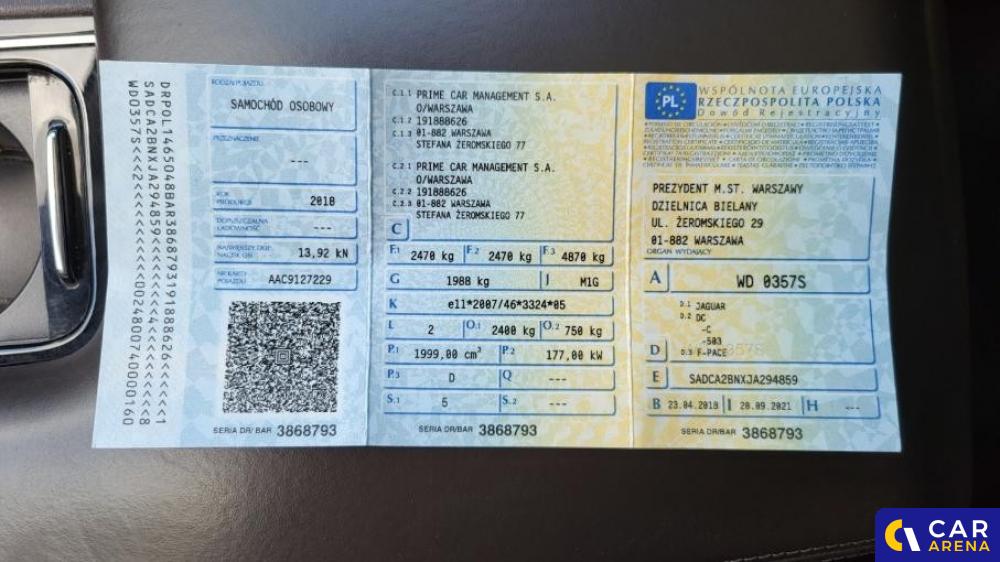 DRPOL1465048BAR3868793191888626<<<<<<1
SADCA2BNXJA294859<<<<<<<<4<<<<<<<<<<<8
WD0357S<<2<<<<<<<<<<<<0024800740000160
RODZAJ POJAZDU
SAMOCHÓD OSOBOWY
PRZEZNACZENIE
---
ROK
PRODUKCJI
2018
DOPUSZCZALNA
ŁADOWNOŚĆ
---
NAJWIĘKSZY DOP.
NACISK OSI
13,92 kN
NR KARTY
POJAZDU
AAC9127229
SERIA DR/BAR 3868793
C.1.1 PRIME CAR MANAGEMENT S.A.
O/WARSZAWA
C.1.2 191888626
C.1.3 01-882 WARSZAWA
STEFANA ŻEROMSKIEGO 77
C.2.1 PRIME CAR MANAGEMENT S.A.
O/WARSZAWA
C.2.2 191888626
C.2.3 01-882 WARSZAWA
STEFANA ŻEROMSKIEGO 77
C
F.1 2470 kg F.2 2470 kg F.3 4870 kg
G 1988 kg J M1G
K e11*2007/46*3324*05
L 2 O.1 2400 kg O.2 750 kg
P.1 1999,00 cm³ P.2 177,00 kW
P.3 D Q ---
S.1 5 S.2 ---
SERIA DR/BAR 3868793
PL
WSPÓLNOTA EUROPEJSKA
RZECZPOSPOLITA POLSKA
Dowód Rejestracyjny
PREZYDENT M.ST. WARSZAWY
DZIELNICA BIELANY
UL. ŻEROMSKIEGO 29
01-882 WARSZAWA
ORGAN WYDAJĄCY
A WD 0357S
D.1 JAGUAR
D.2 DC
-C
-503
D D.3 F-PACE
E SADCA2BNXJA294859
B 23.04.2018 I 28.09.2021 H ---
SERIA DR/BAR 3868793
CAR
ARENA